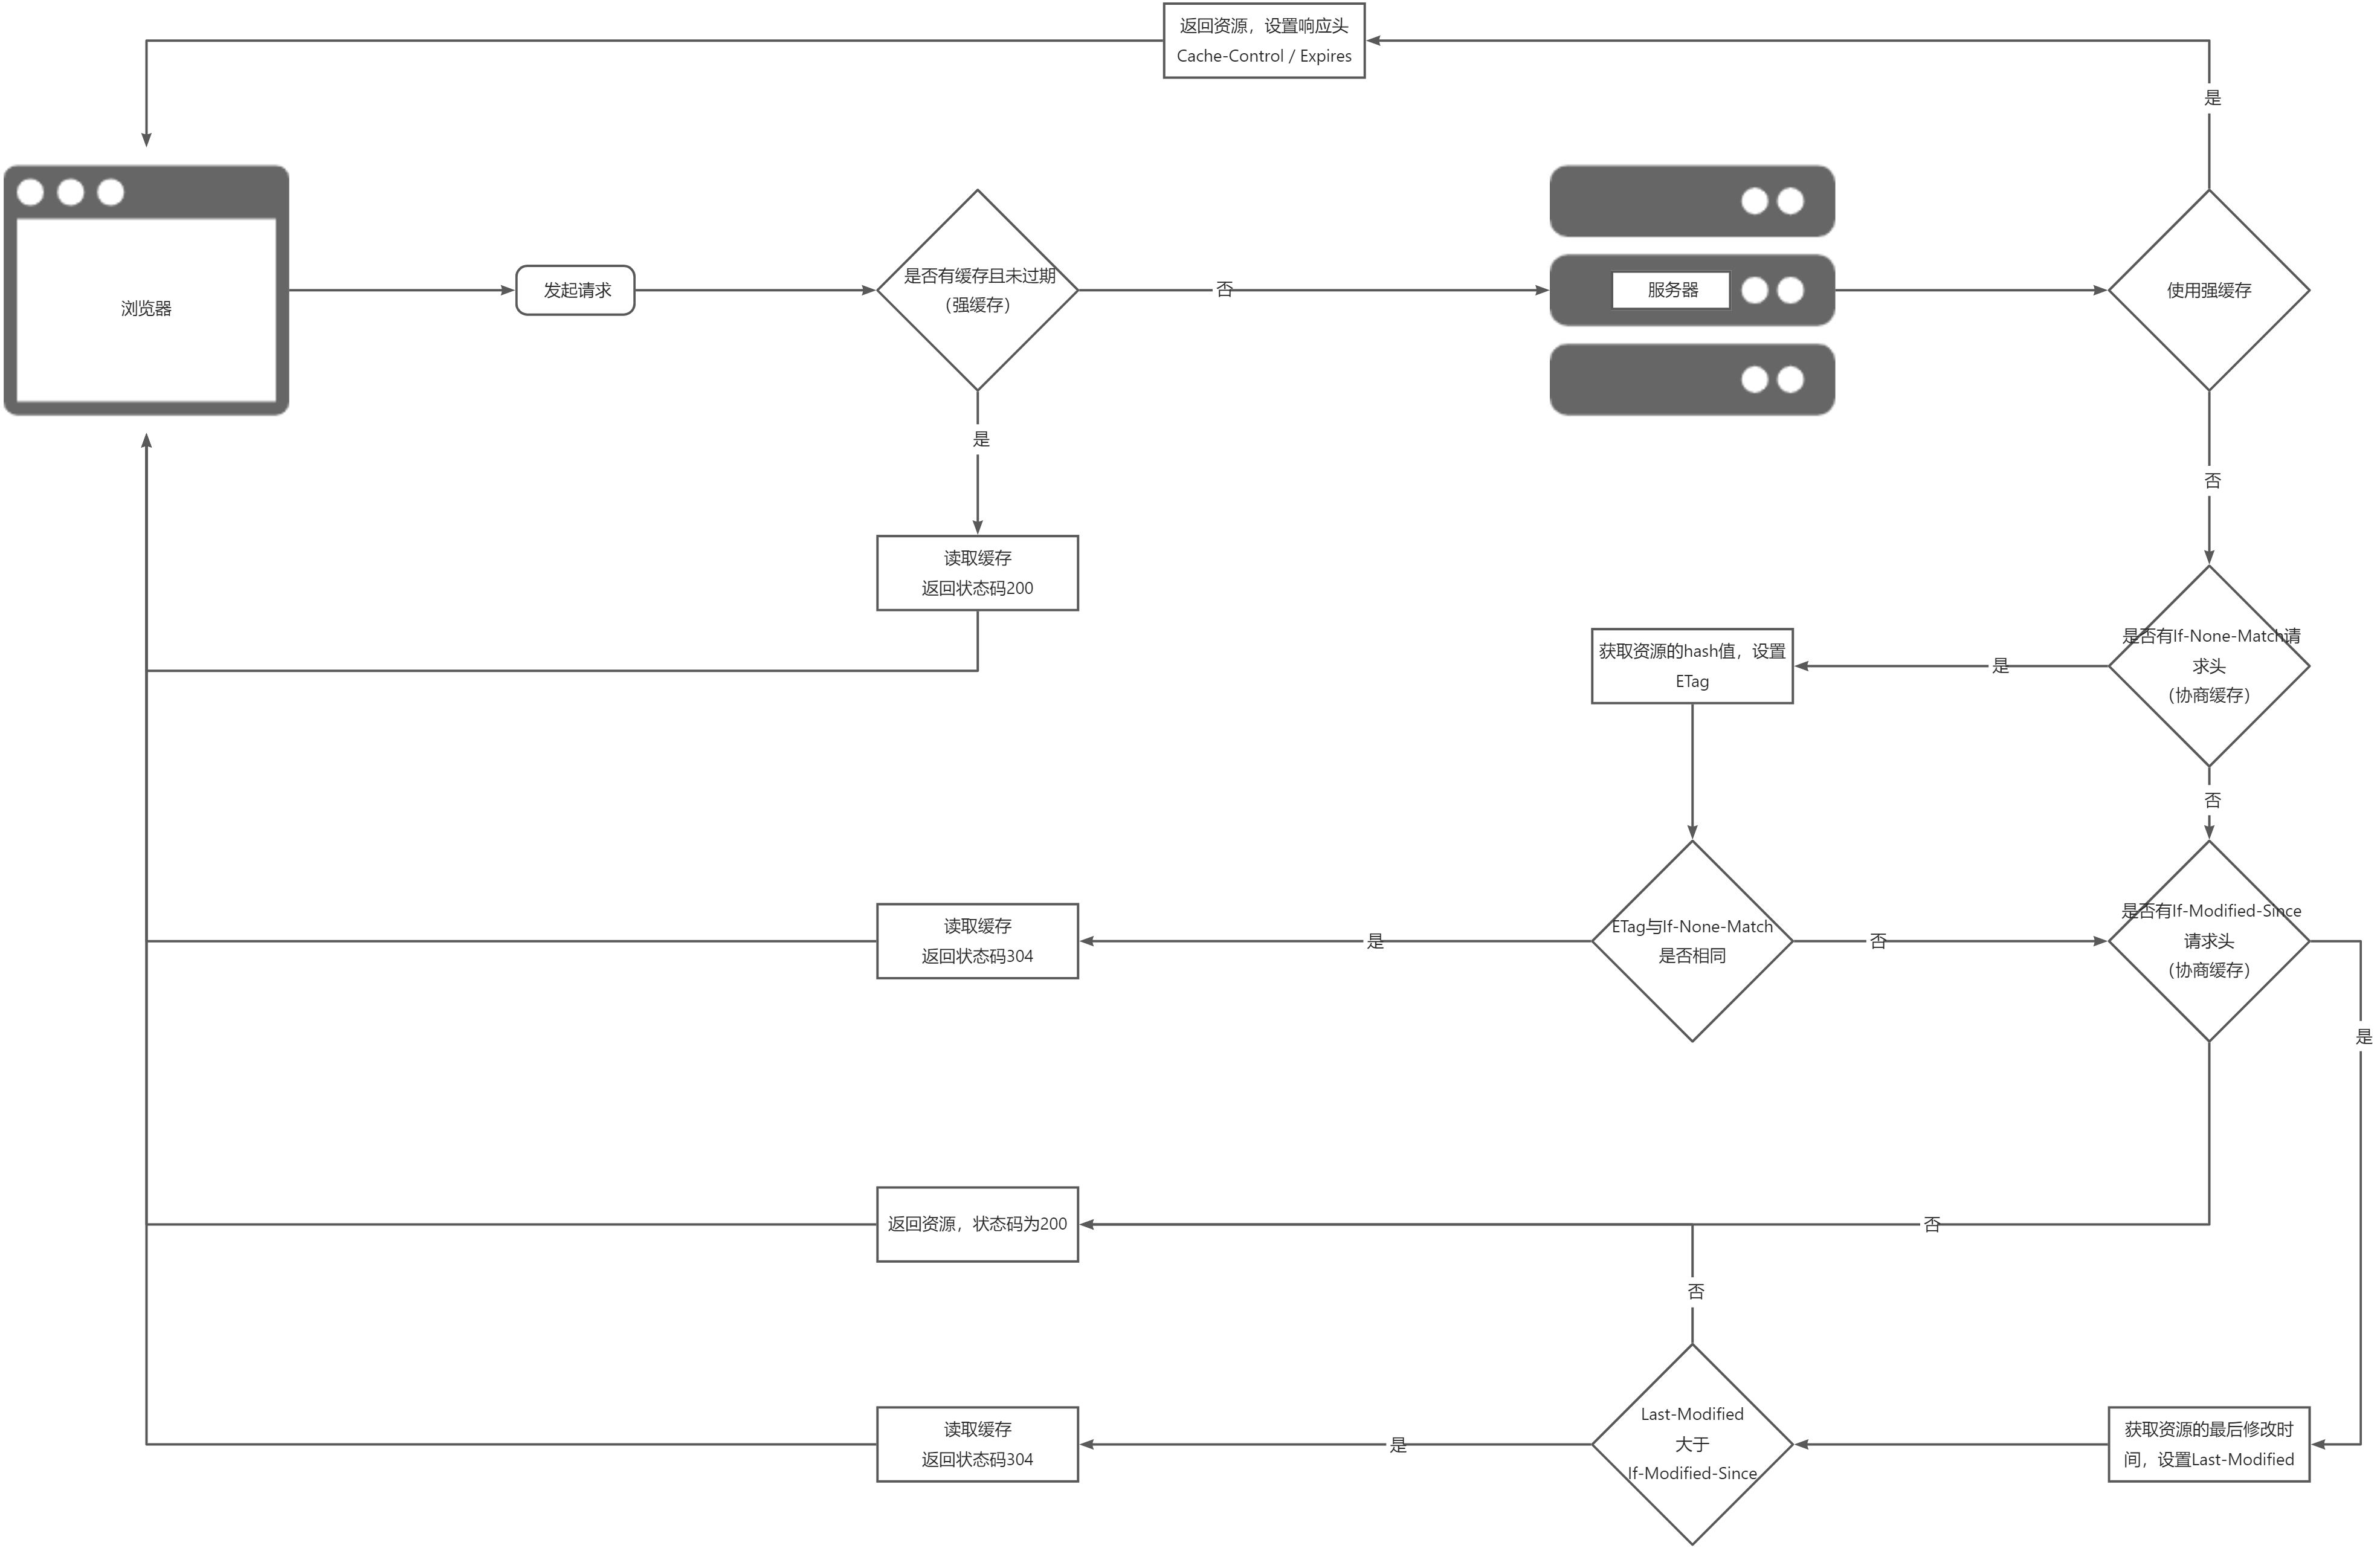 返回资源，设置响应头
Cache-Control / Expires
是
浏览器
发起请求
是否有缓存且未过期
（强缓存）
否
服务器
使用强缓存
是
否
读取缓存
返回状态码200
获取资源的hash值，设置
ETag
是
是否有If-None-Match请
求头
（协商缓存）
否
读取缓存
返回状态码304
是
ETag与If-None-Match
是否相同
否
是否有If-Modified-Since
请求头
（协商缓存）
是
返回资源，状态码为200
否
否
读取缓存
返回状态码304
是
Last-Modified
大于
If-Modified-Since
获取资源的最后修改时
间，设置Last-Modified